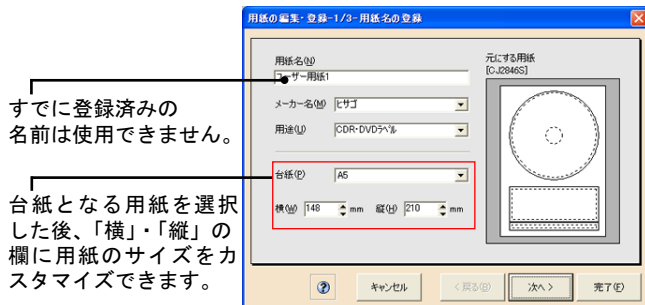 用紙の編集・登録-1/3-用紙名の登録
用紙名(N)
ユーザー用紙1
元にする用紙
[CJ2846S]
メーカー名(M) ヒサゴ
用途(U) CDR・DVDラベル
台紙(P) A5
横(W) 148 mm 縦(H) 210 mm
キャンセル <戻る(B) 次へ> 完了(F)
すでに登録済みの
名前は使用できません。
台紙となる用紙を選択
した後、「横」・「縦」の
欄に用紙のサイズをカ
スタマイズできます。